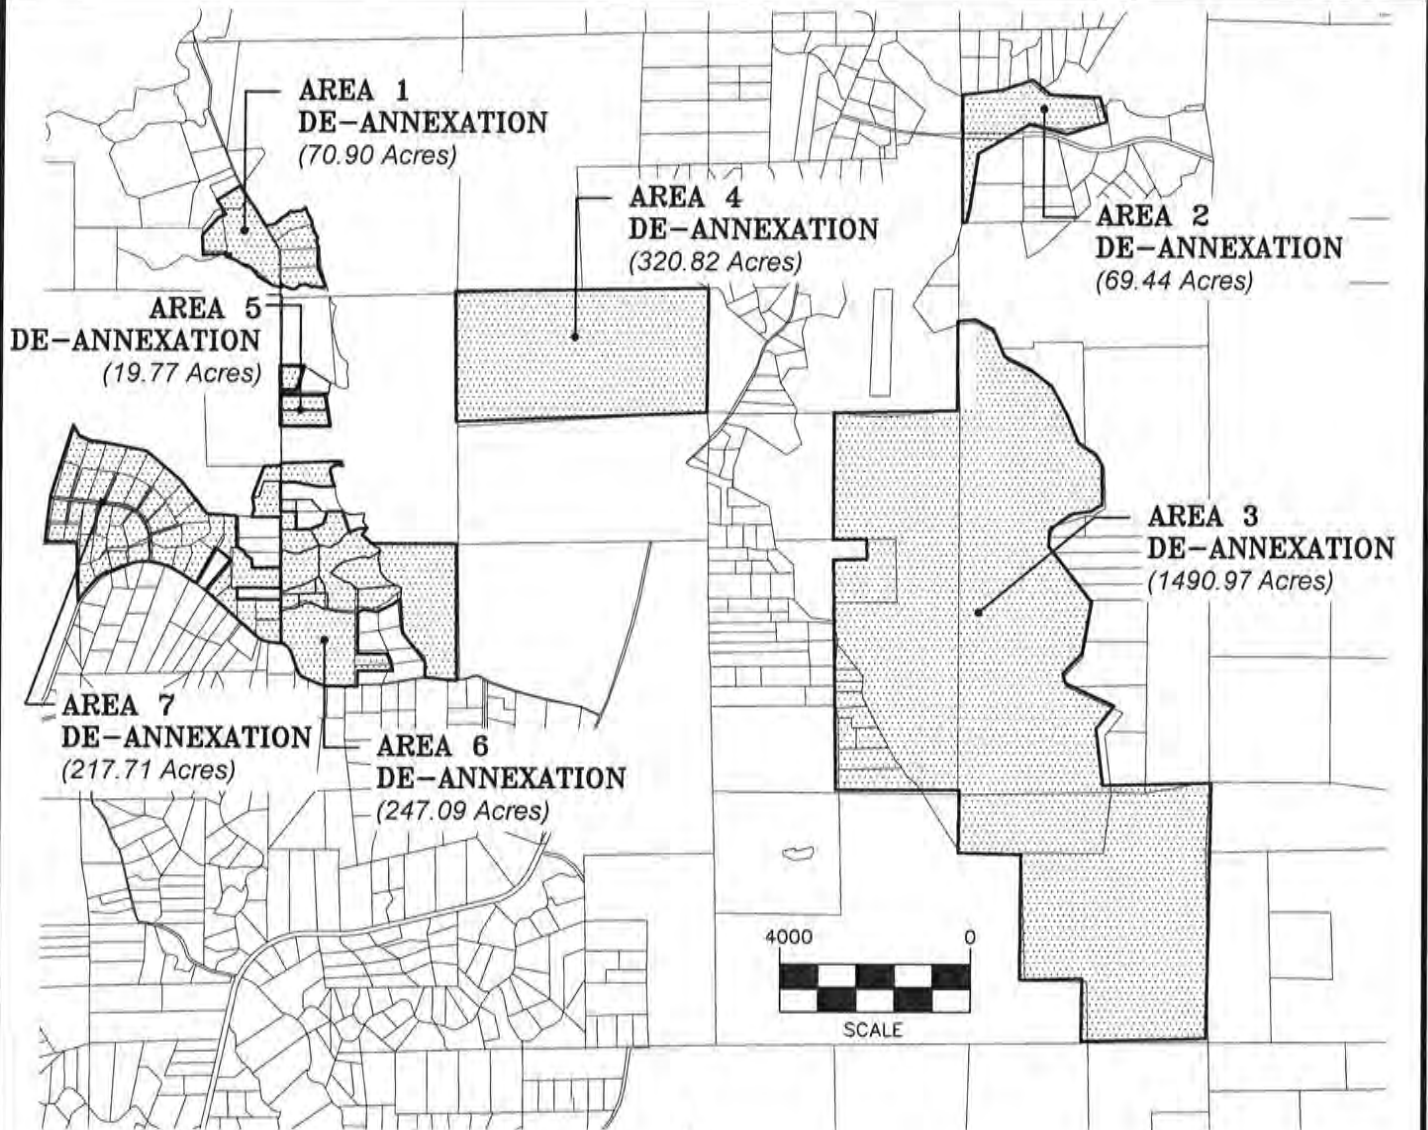 AREA 1
DE-ANNEXATION
(70.90 Acres)
AREA 4
DE-ANNEXATION
(320.82 Acres)
AREA 2
DE-ANNEXATION
(69.44 Acres)
AREA 5
DE-ANNEXATION
(19.77 Acres)
AREA 3
DE-ANNEXATION
(1490.97 Acres)
AREA 7
DE-ANNEXATION
(217.71 Acres)
AREA 6
DE-ANNEXATION
(247.09 Acres)
4000 0
SCALE